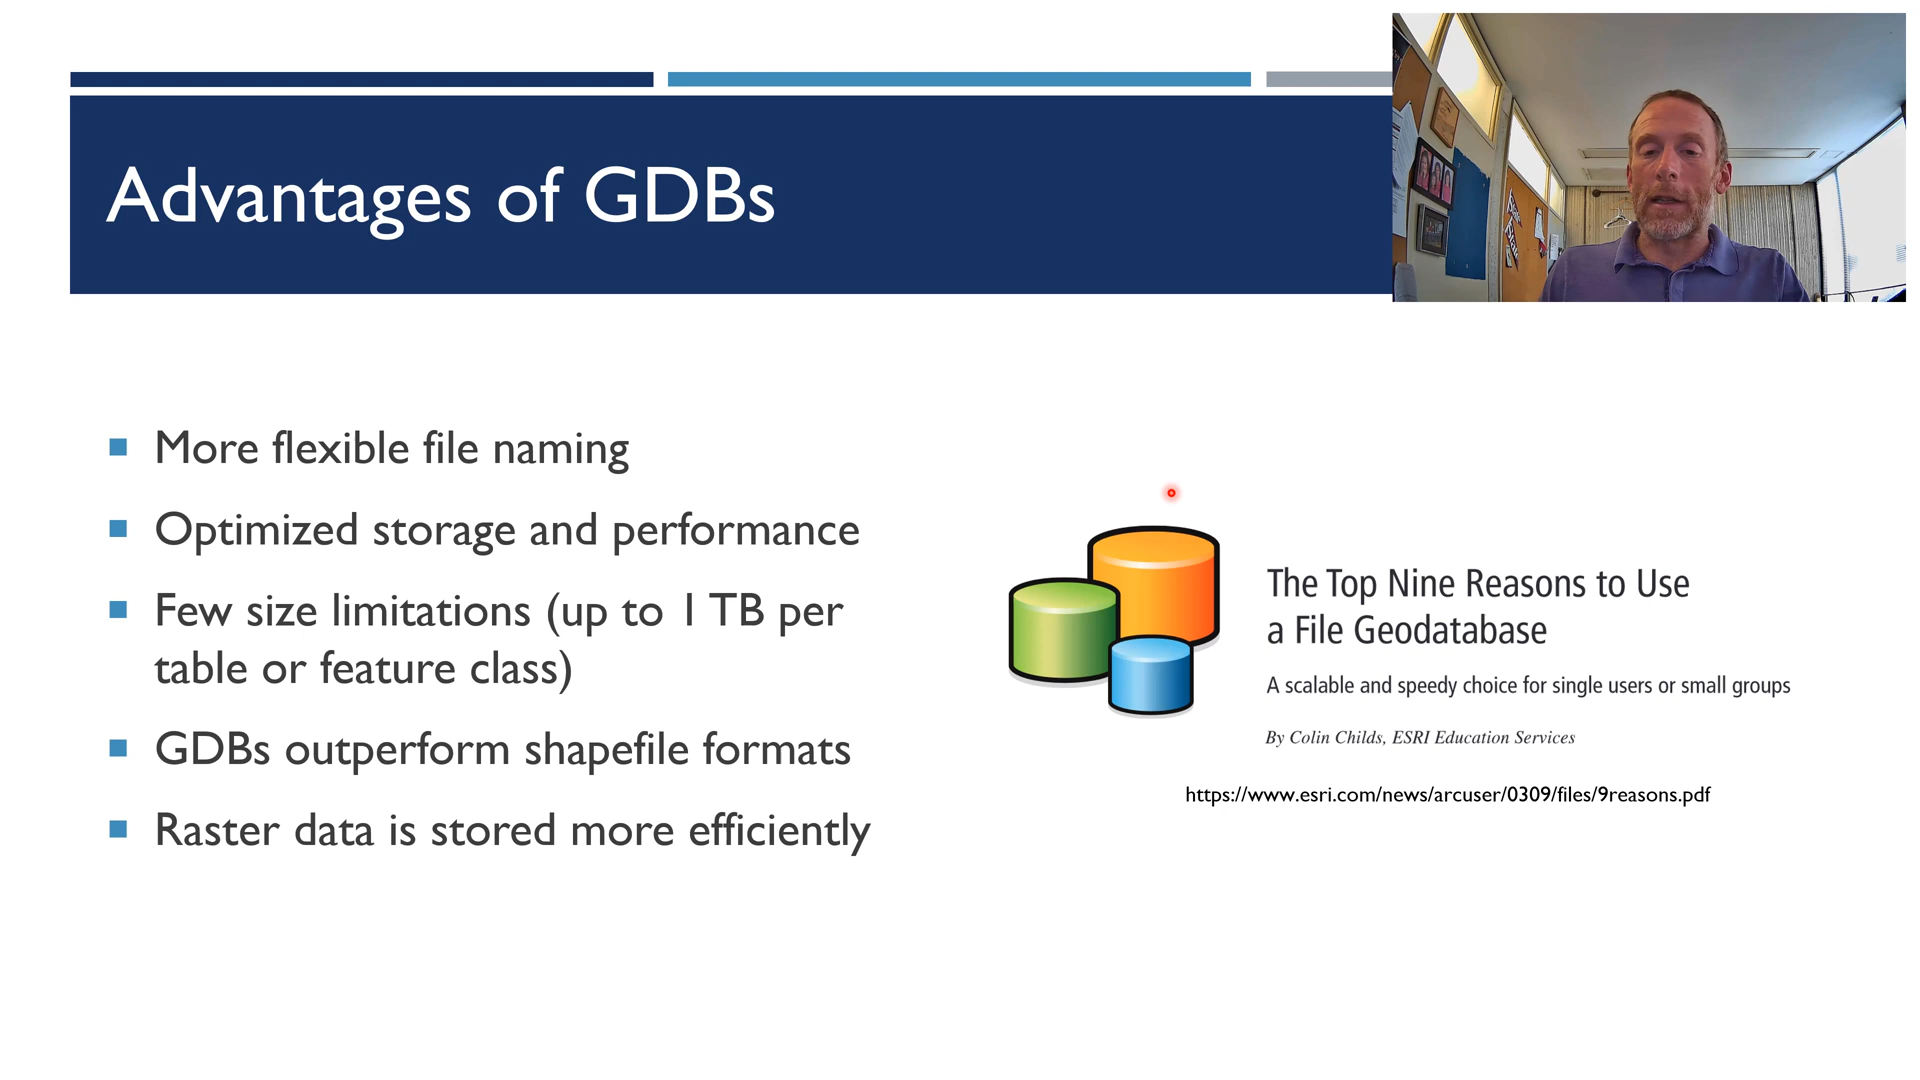 Advantages of GDBs
More flexible file naming
Optimized storage and performance
Few size limitations (up to 1 TB per
table or feature class)
GDBs outperform shapefile formats
Raster data is stored more efficiently
The Top Nine Reasons to Use
a File Geodatabase
A scalable and speedy choice for single users or small groups
By Colin Childs, ESRI Education Services
https://www.esri.com/news/arcuser/0309/files/9reasons.pdf